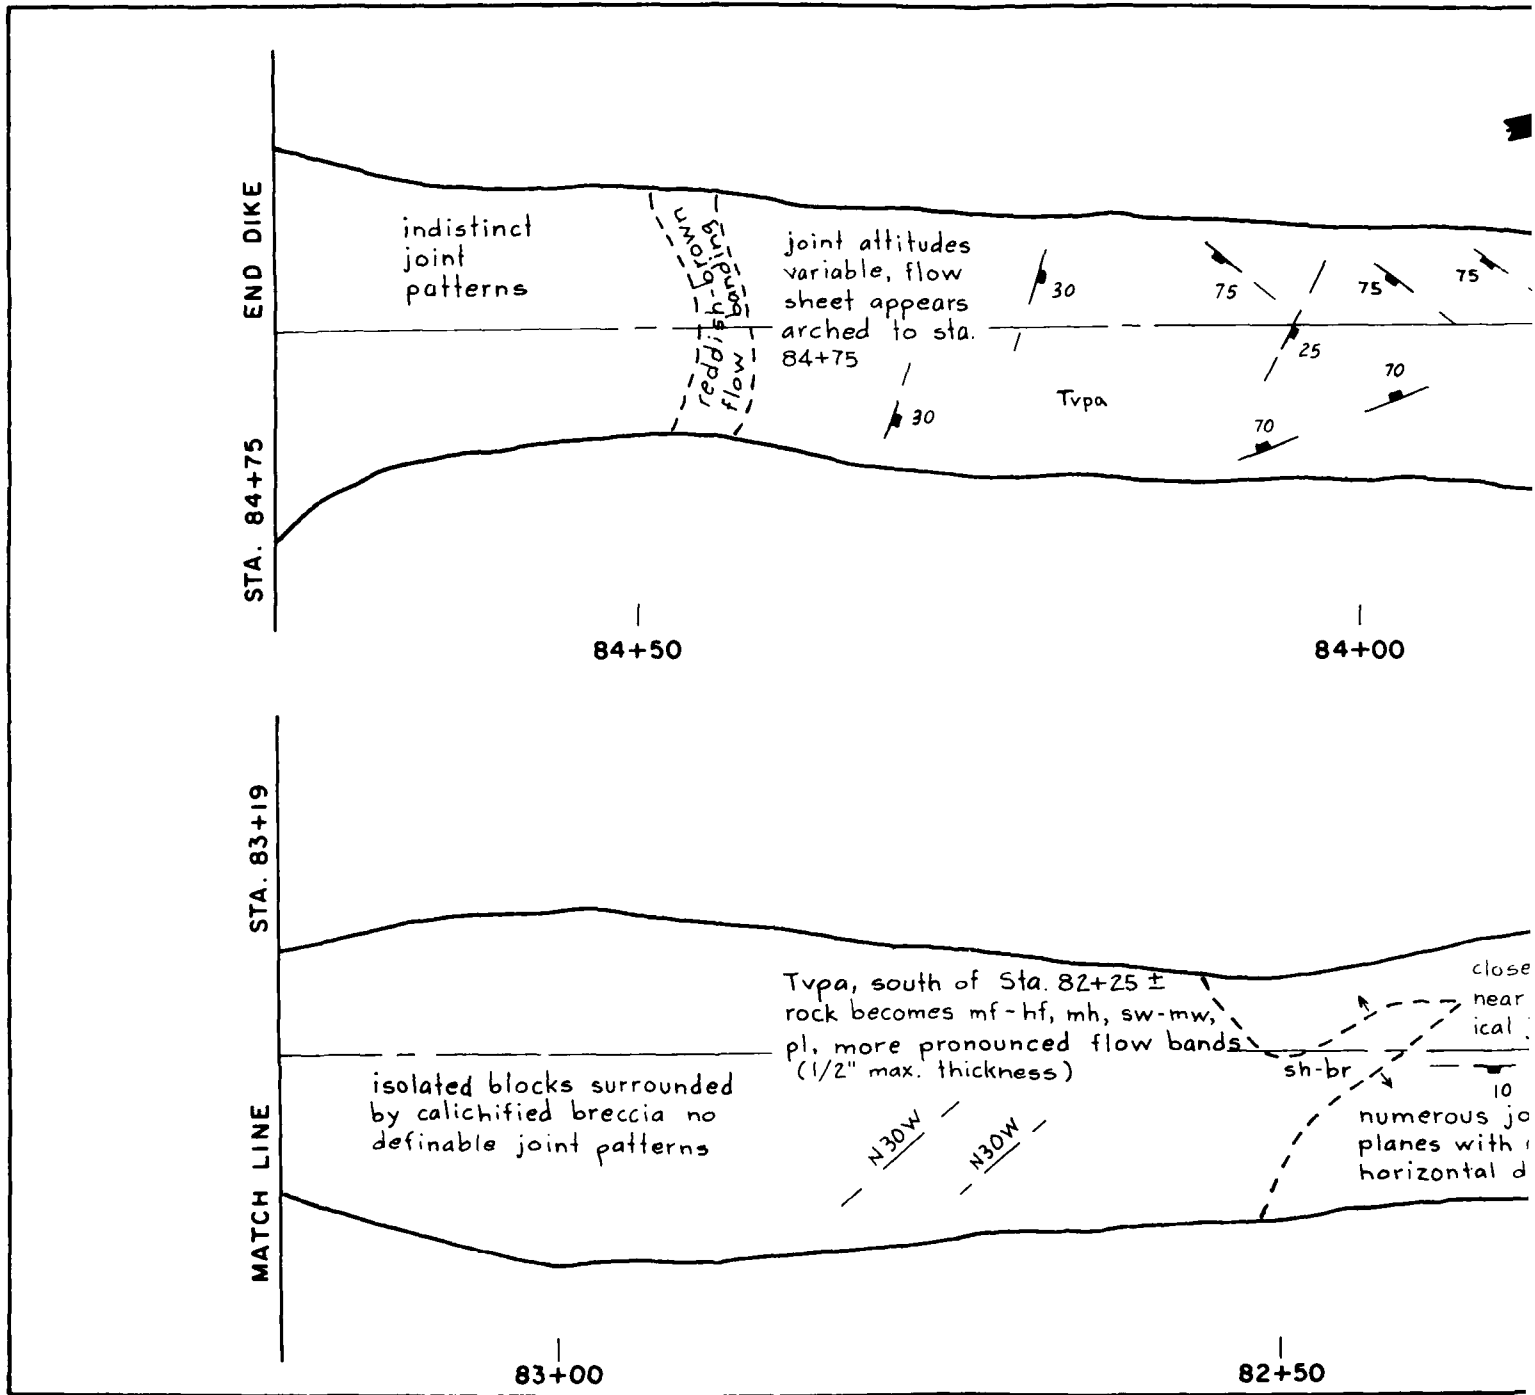 END DIKE
STA. 84+75
indistinct
joint
patterns
reddish-brown
flow banding
joint attitudes
variable, flow
sheet appears
arched to sta.
84+75
30
30
75
75
75
25
70
70
Tvpa
84+50
84+00
STA. 83+19
MATCH LINE
Tvpa, south of Sta. 82+25 ±
rock becomes mf-hf, mh, sw-mw,
pl, more pronounced flow bands
(1/2" max. thickness)
isolated blocks surrounded
by calichified breccia no
definable joint patterns
N30W
N30W
close
near
ical
sh-br
10
numerous jo
planes with
horizontal d
83+00
82+50